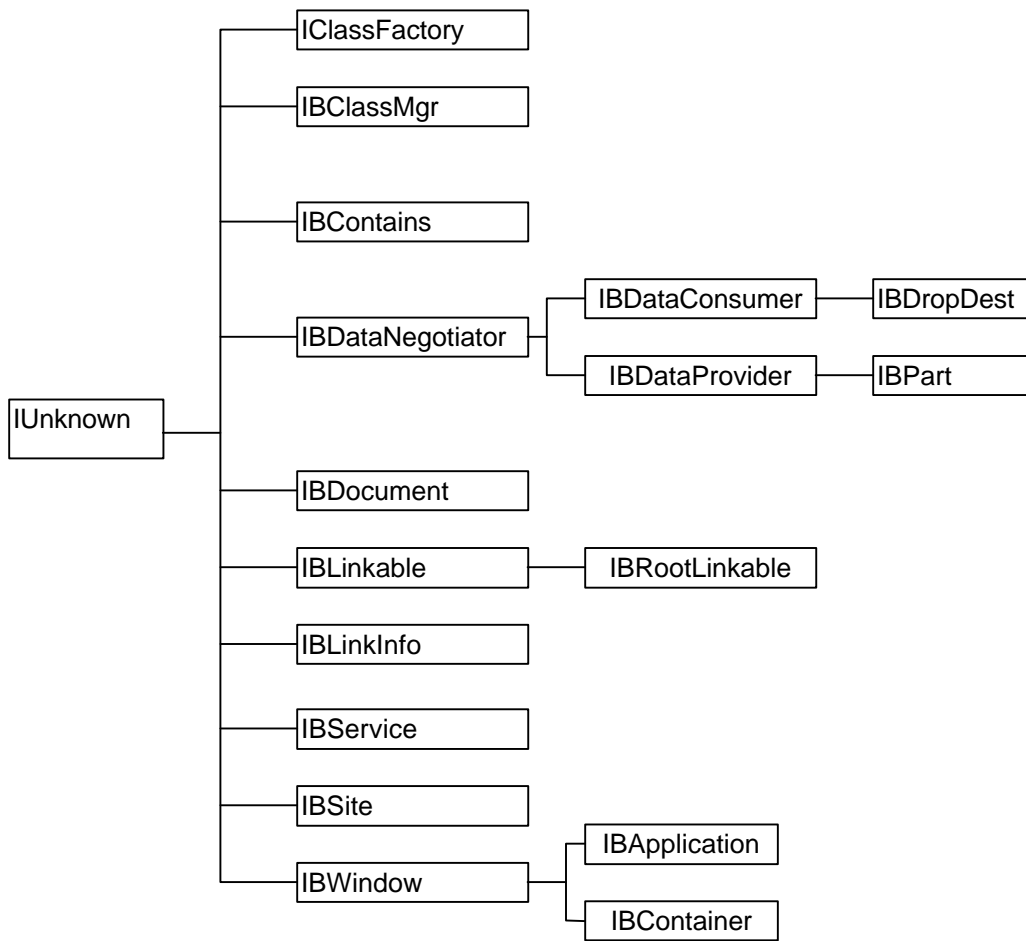 IClassFactory
IBClassMgr
IBContains
IBDataConsumer
IBDropDest
IBDataNegotiator
IBDataProvider
IBPart
IUnknown
IBDocument
IBLinkable
IBRootLinkable
IBLinkInfo
IBService
IBSite
IBApplication
IBWindow
IBContainer